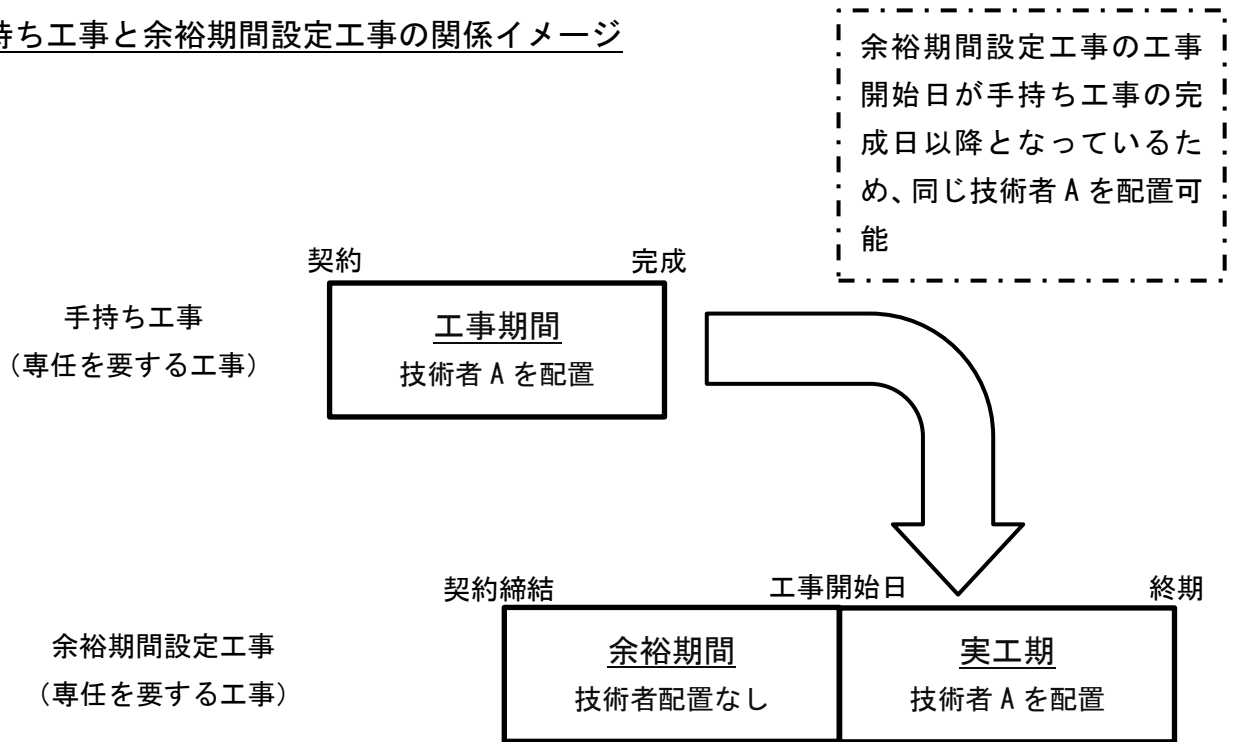 持ち工事と余裕期間設定工事の関係イメージ
余裕期間設定工事の工事
開始日が手持ち工事の完
成日以降となっているた
め、同じ技術者 A を配置可
能
契約
完成
手持ち工事
（専任を要する工事）
工事期間
技術者 A を配置
契約締結
工事開始日
終期
余裕期間設定工事
（専任を要する工事）
余裕期間
技術者配置なし
実工期
技術者 A を配置